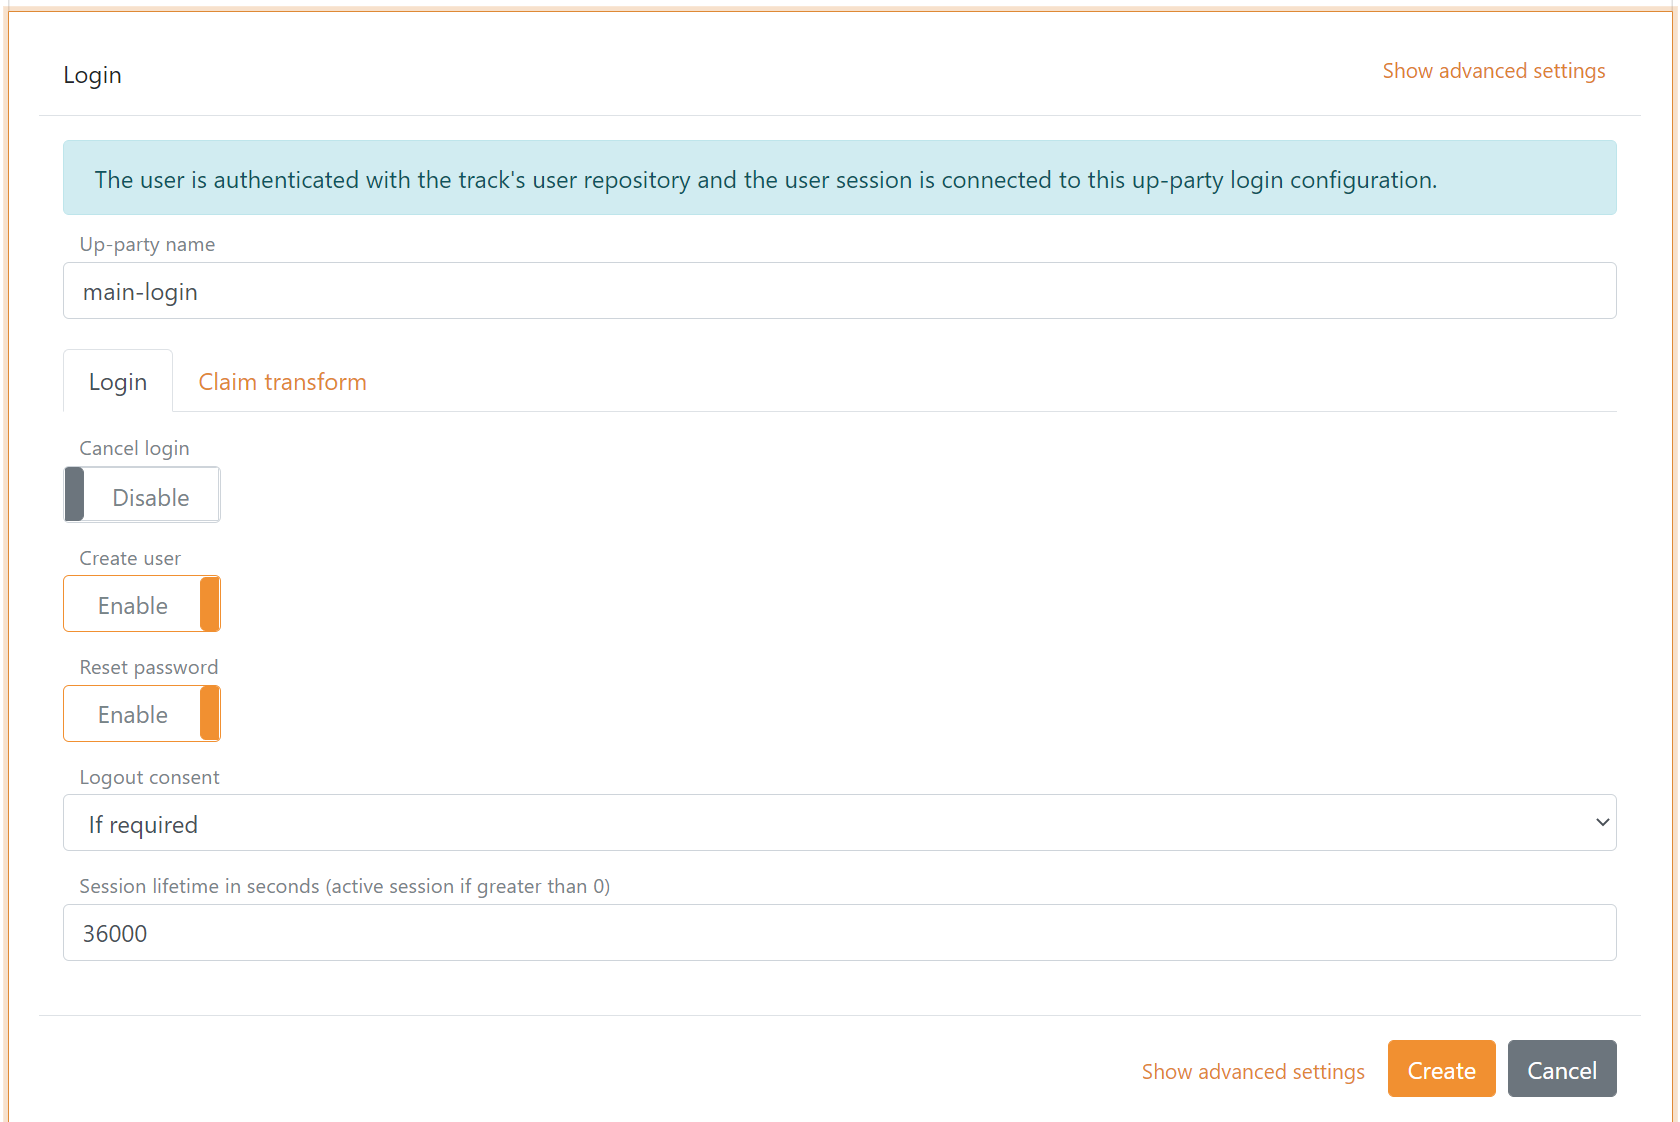 Login
Show advanced settings
The user is authenticated with the track's user repository and the user session is connected to this up-party login configuration.
Up-party name
main-login
Login
Claim transform
Cancel login
Disable
Create user
Enable
Reset password
Enable
Logout consent
If required
Session lifetime in seconds (active session if greater than 0)
36000
Show advanced settings
Create
Cancel